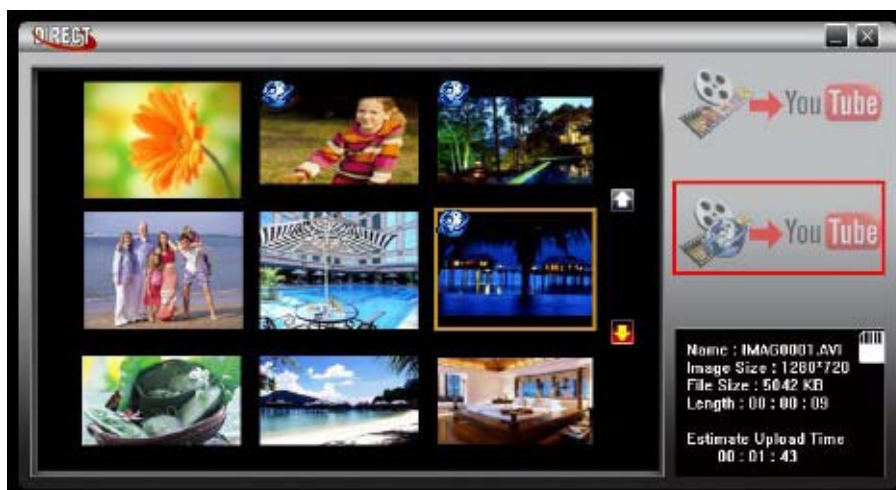 DIRECT
You Tube
You Tube
Name : IMAG0001.AVI
Image Size : 1280*720
File Size : 5042 KB
Length : 00 : 00 : 09
Estimate Upload Time
00 : 01 : 43